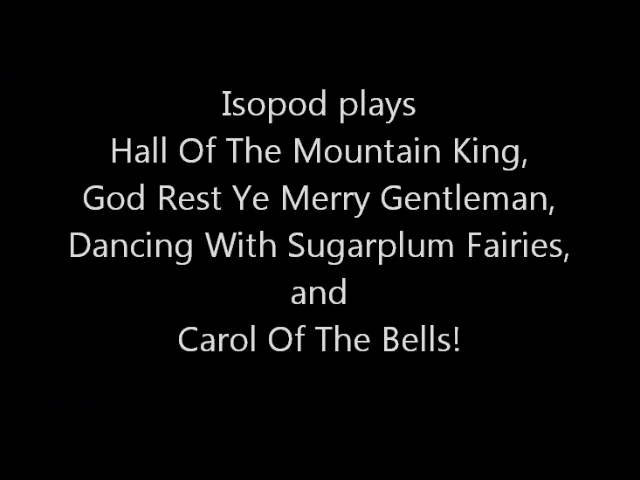 Isopod plays
Hall Of The Mountain King,
God Rest Ye Merry Gentleman,
Dancing With Sugarplum Fairies,
and
Carol Of The Bells!